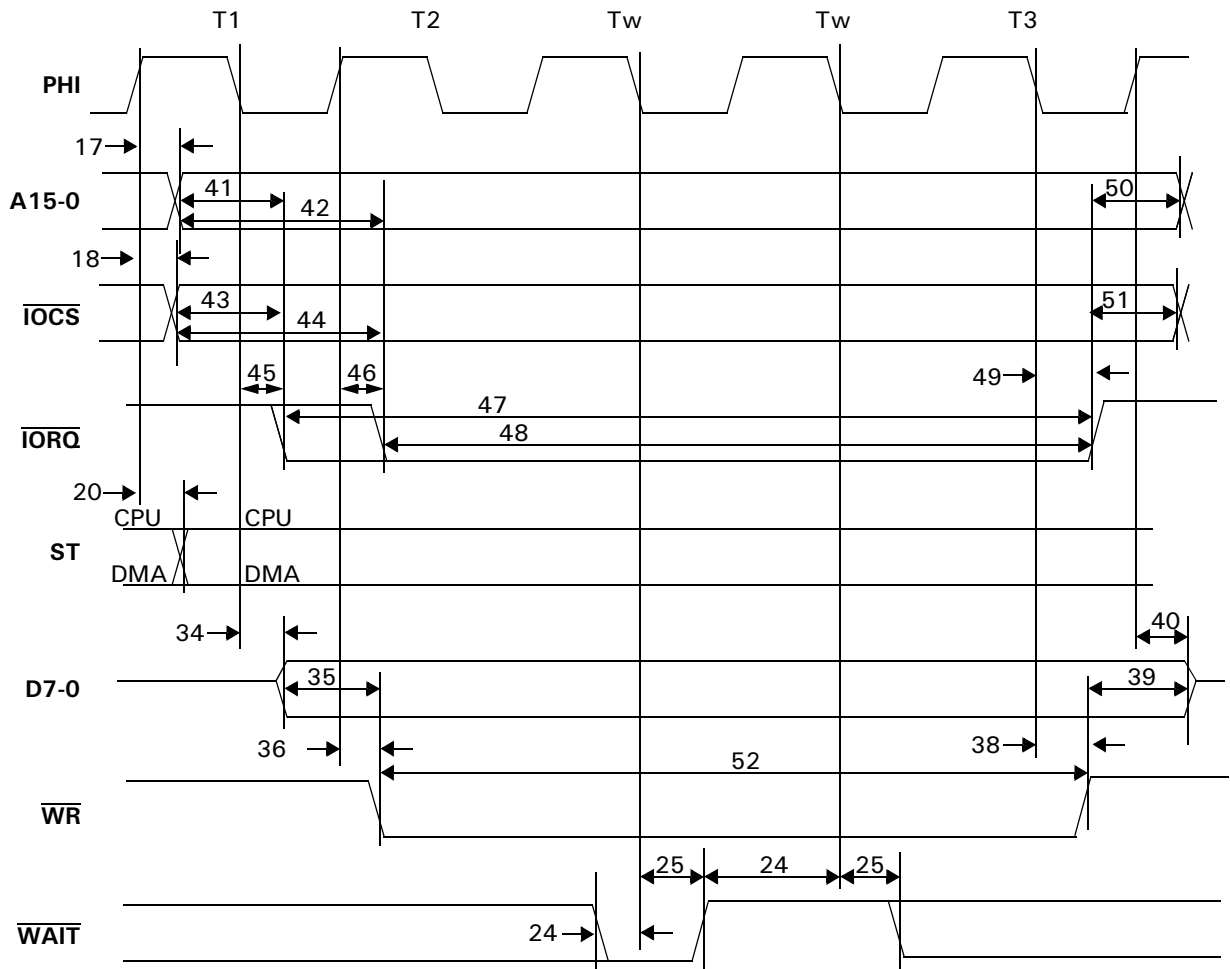 T1 T2 Tw Tw T3
PHI
17
A15-0 41 50
42
18
IOCS 43 51
44
45 46 49
47
IORQ 48
20
CPU CPU
ST
DMA DMA
34 40
D7-0 35 39
36 38
52
WR
25 24 25
WAIT 24